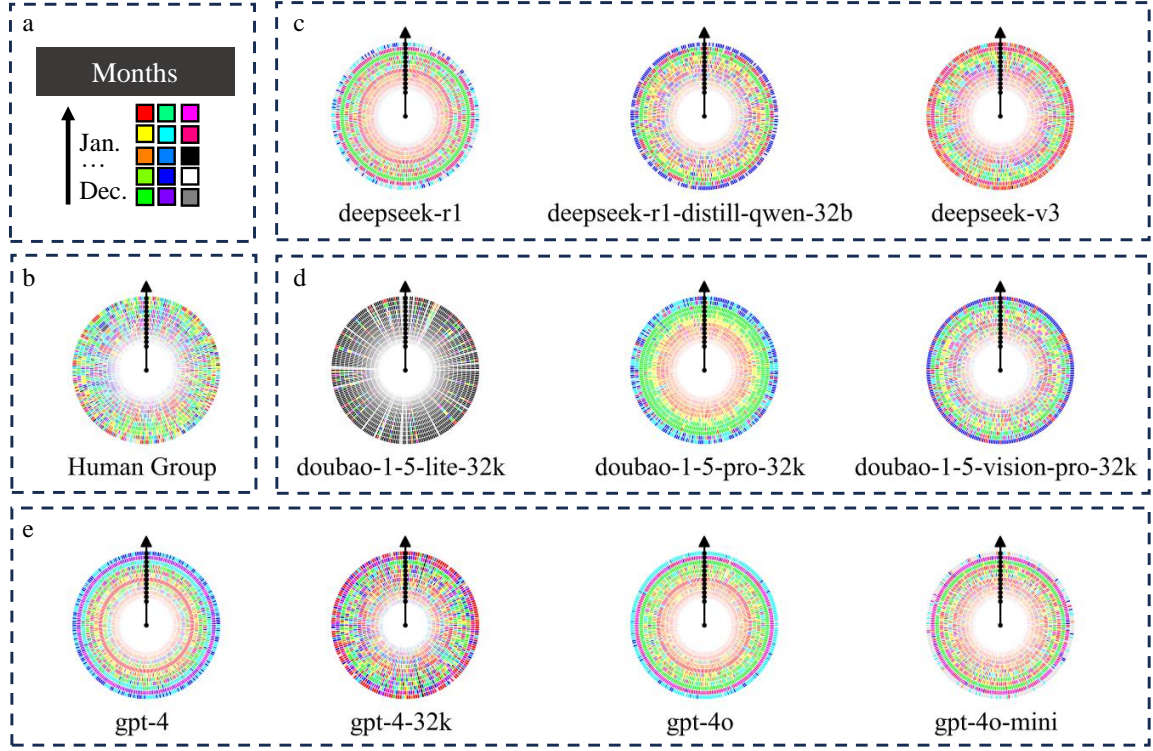 a
Months
Jan.
...
Dec.
b
Human Group
c
deepseek-r1
deepseek-r1-distill-qwen-32b
deepseek-v3
d
doubao-1-5-lite-32k
doubao-1-5-pro-32k
doubao-1-5-vision-pro-32k
e
gpt-4
gpt-4-32k
gpt-4o
gpt-4o-mini